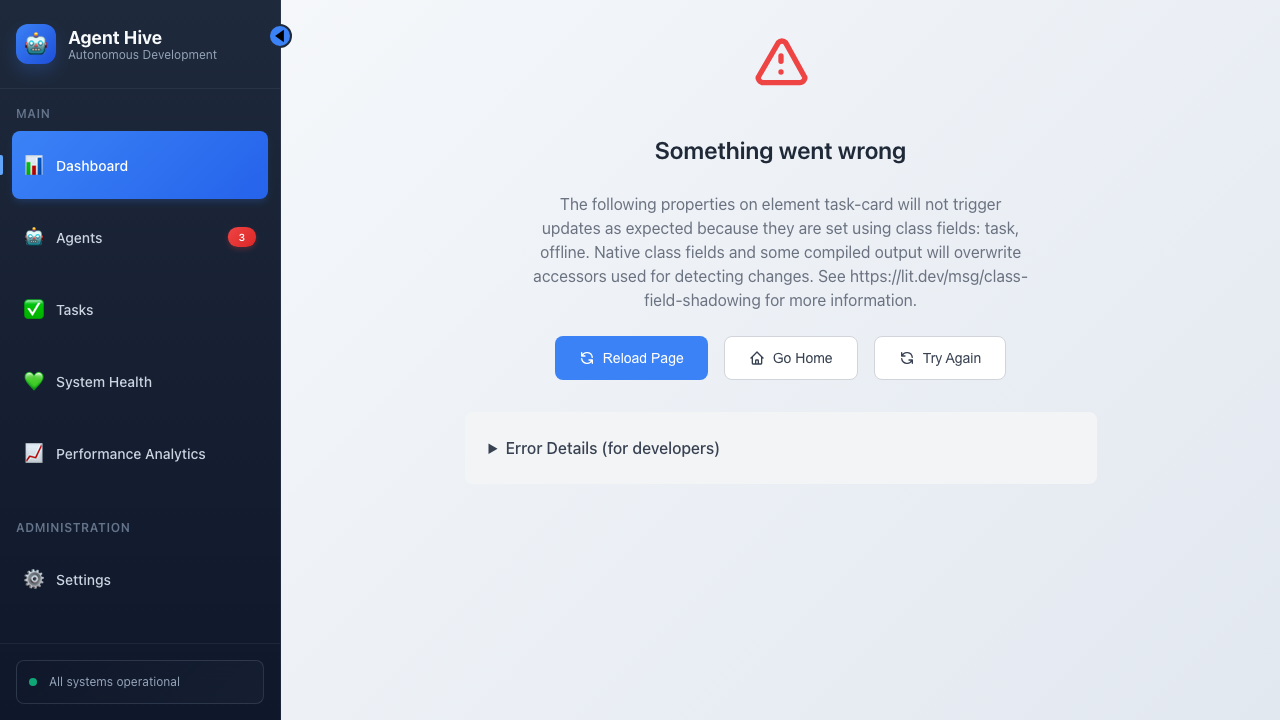 Agent Hive
Autonomous Development
MAIN
Dashboard
Agents
3
Tasks
System Health
Performance Analytics
ADMINISTRATION
Settings
All systems operational
Something went wrong
The following properties on element task-card will not trigger
updates as expected because they are set using class fields: task,
offline. Native class fields and some compiled output will overwrite
accessors used for detecting changes. See https://lit.dev/msg/class-
field-shadowing for more information.
Reload Page
Go Home
Try Again
Error Details (for developers)